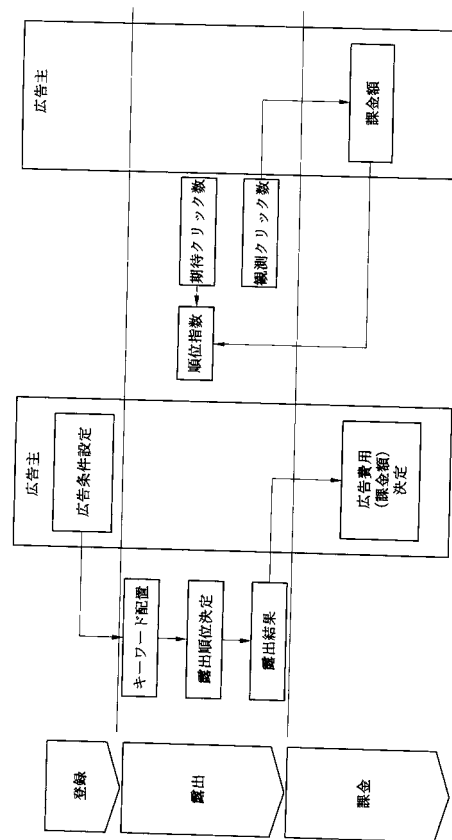 登録
露出
課金
広告主
広告条件設定
キーワード配置
露出順位決定
露出結果
広告費用
(課金額)
決定
広告主
期待クリック数
順位指数
観測クリック数
課金額